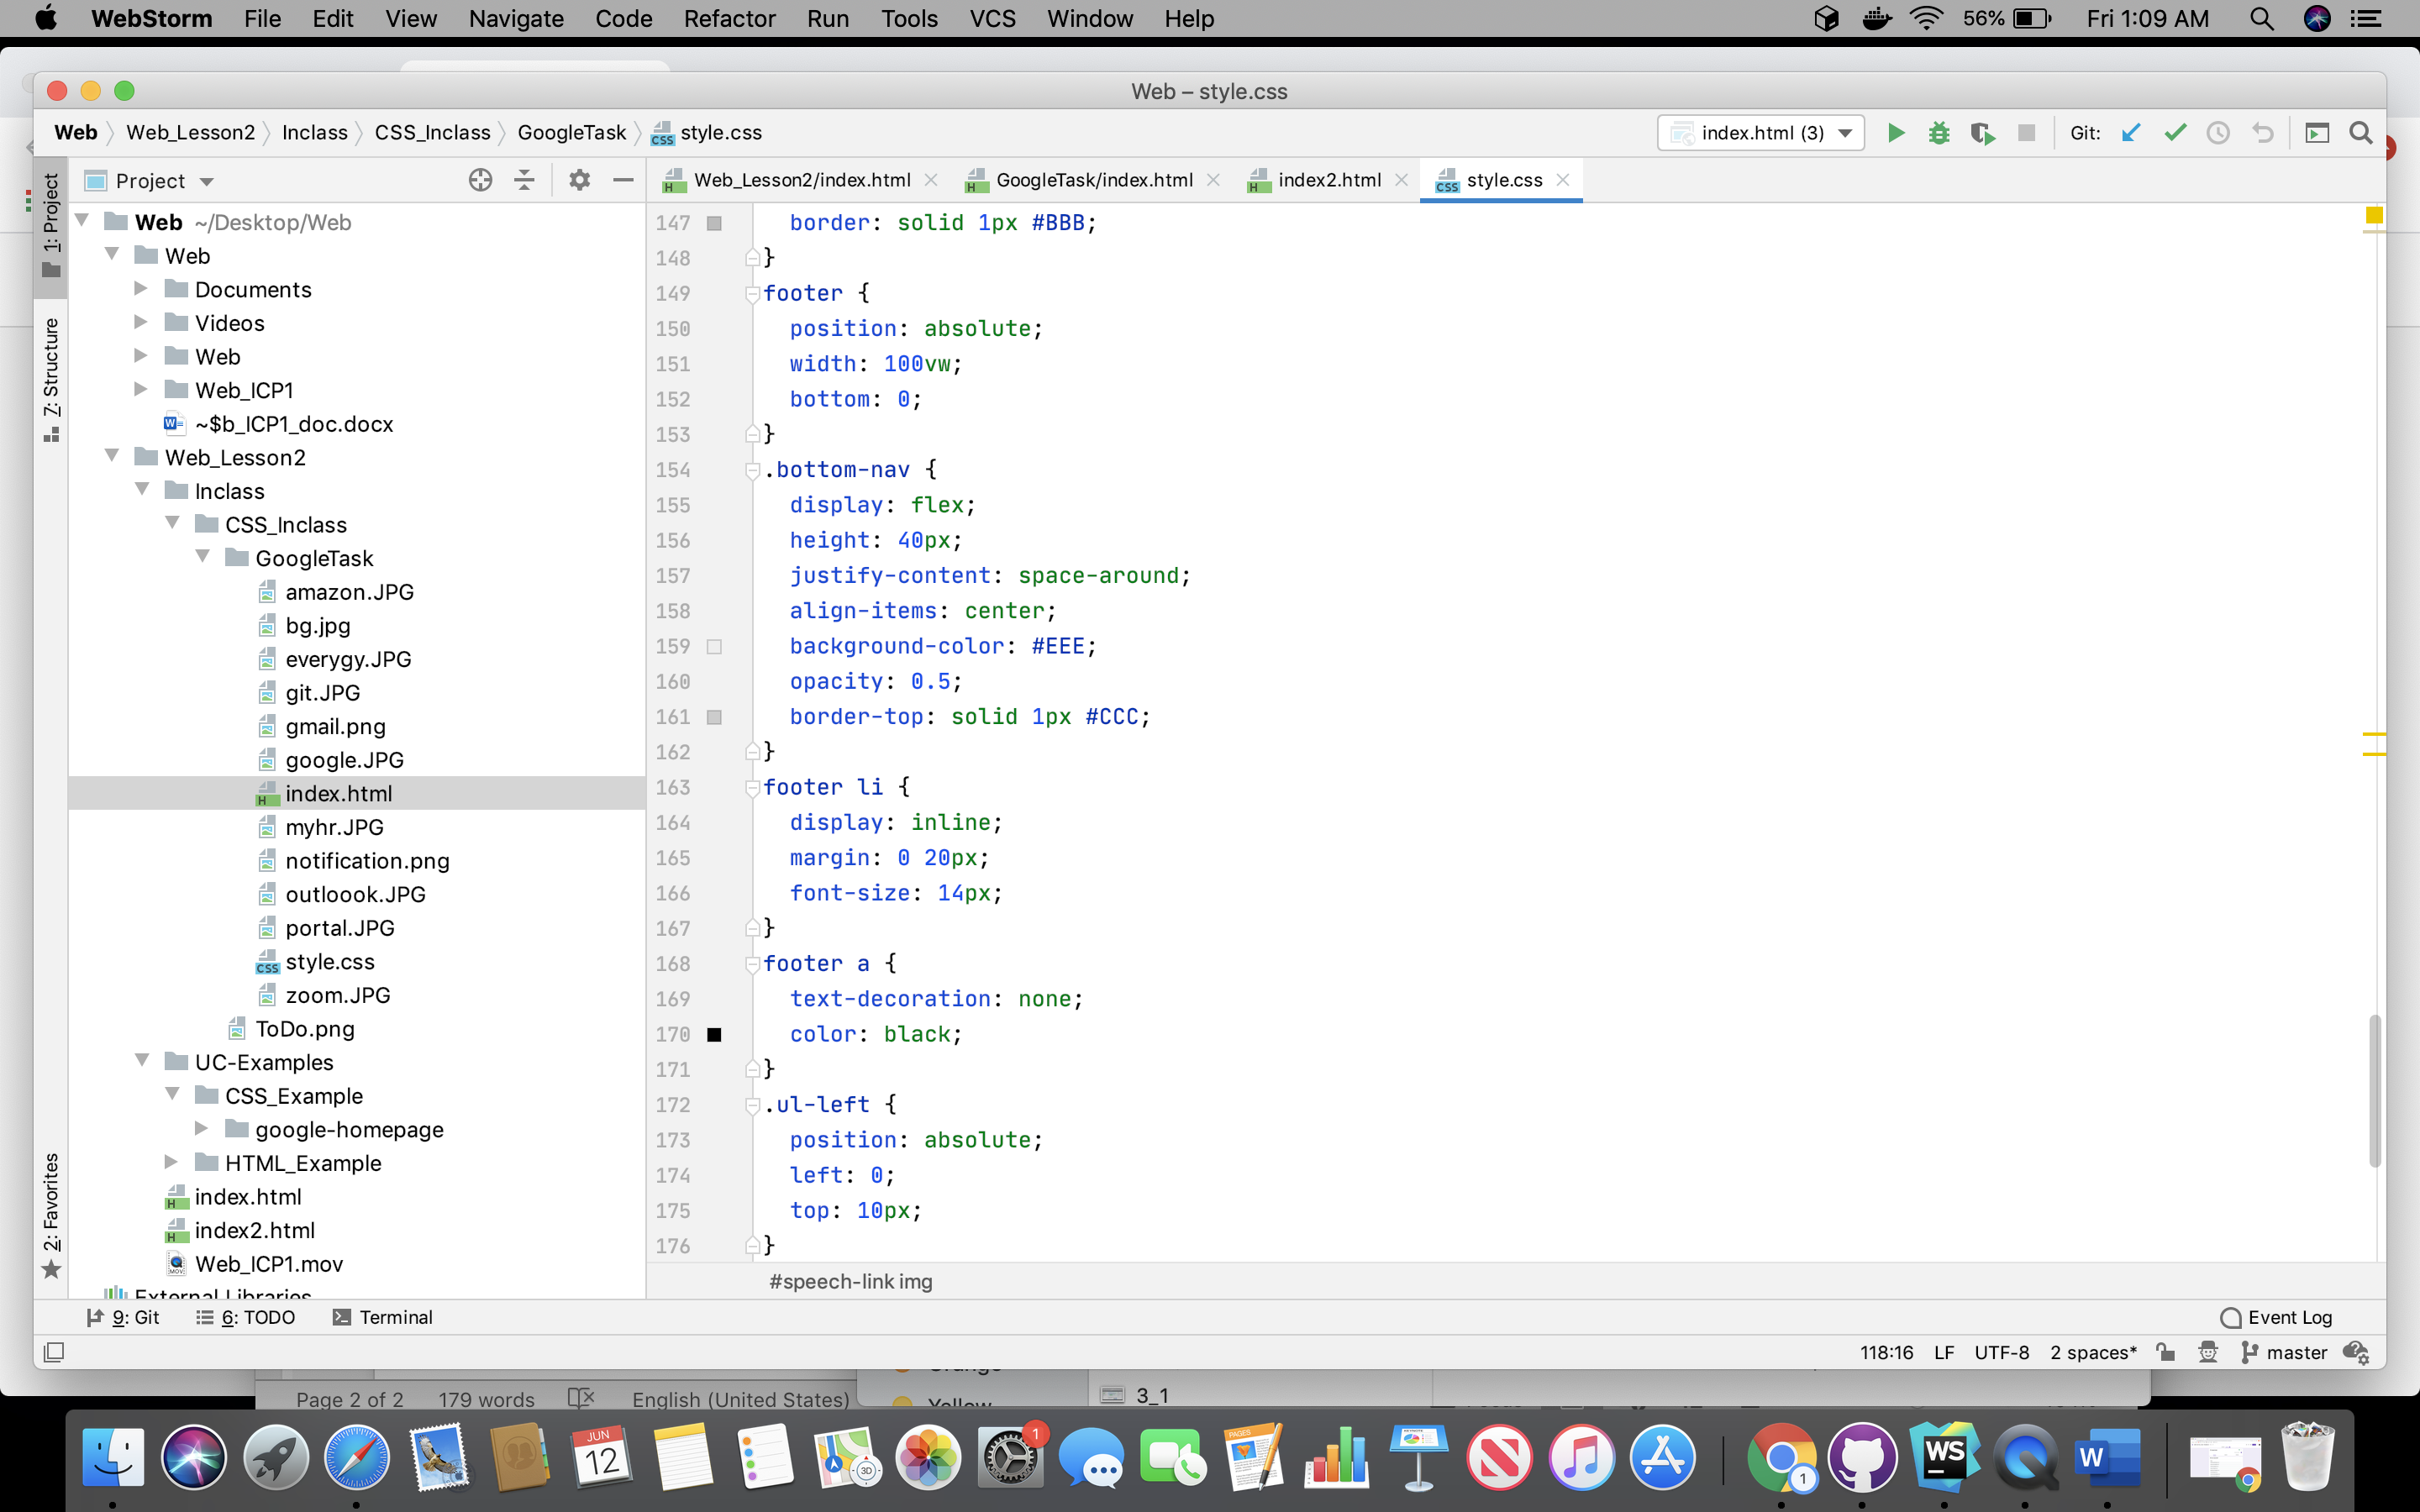 WebStorm File Edit View Navigate Code Refactor Run Tools VCS Window Help 56% Fri 1:09 AM
Web – style.css
Web Web_Lesson2 Inclass CSS_Inclass GoogleTask style.css index.html (3) Git:
Project Web_Lesson2/index.html GoogleTask/index.html index2.html style.css
1: Project
7: Structure
2: Favorites
Web ~/Desktop/Web
Web
Documents
Videos
Web
Web_ICP1
~$b_ICP1_doc.docx
Web_Lesson2
Inclass
CSS_Inclass
GoogleTask
amazon.JPG
bg.jpg
everygy.JPG
git.JPG
gmail.png
google.JPG
index.html
myhr.JPG
notification.png
outloook.JPG
portal.JPG
style.css
zoom.JPG
ToDo.png
UC-Examples
CSS_Example
google-homepage
HTML_Example
index.html
index2.html
Web_ICP1.mov
External Libraries
147 border: solid 1px #BBB;
148 }
149 footer {
150 position: absolute;
151 width: 100vw;
152 bottom: 0;
153 }
154 .bottom-nav {
155 display: flex;
156 height: 40px;
157 justify-content: space-around;
158 align-items: center;
159 background-color: #EEE;
160 opacity: 0.5;
161 border-top: solid 1px #CCC;
162 }
163 footer li {
164 display: inline;
165 margin: 0 20px;
166 font-size: 14px;
167 }
168 footer a {
169 text-decoration: none;
170 color: black;
171 }
172 .ul-left {
173 position: absolute;
174 left: 0;
175 top: 10px;
176 }
#speech-link img
9: Git 6: TODO Terminal Event Log
118:16 LF UTF-8 2 spaces* master
Page 2 of 2 179 words English (United States) Yellow 3_1
JUN
12
3D
1
PAGES
1
WS
W